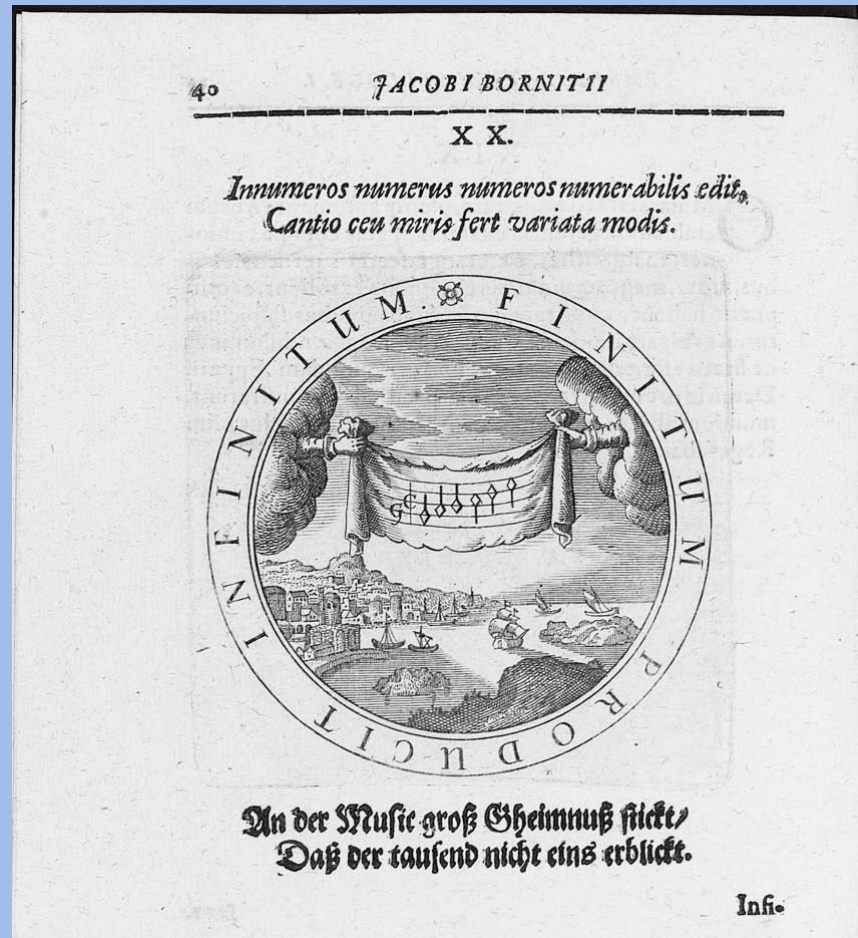 40 JACOBI BORNITII
XX.
Innumeros numerus numeros numerabilis edit,
Cantio ceu miris fert variata modis.
FINITUM PRODUCIT INFINITUM
GC
An der Music groß Gheimnuß stickt/
Daß der tausend nicht eins erblickt.
Infi-